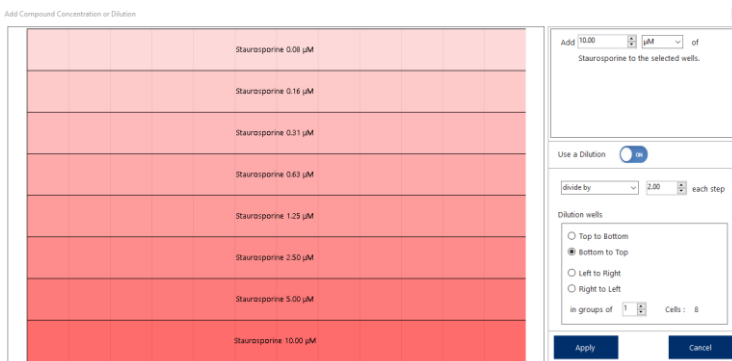 Add Compound Concentration or Dilution
Staurosporine 0.08 µM
Staurosporine 0.16 µM
Staurosporine 0.31 µM
Staurosporine 0.63 µM
Staurosporine 1.25 µM
Staurosporine 2.50 µM
Staurosporine 5.00 µM
Staurosporine 10.00 µM
Add 10.00 µM of
Staurosporine to the selected wells.
Use a Dilution ON
divide by 2.00 each step
Dilution wells
Top to Bottom
Bottom to Top
Left to Right
Right to Left
in groups of 1 Cells : 8
Apply Cancel